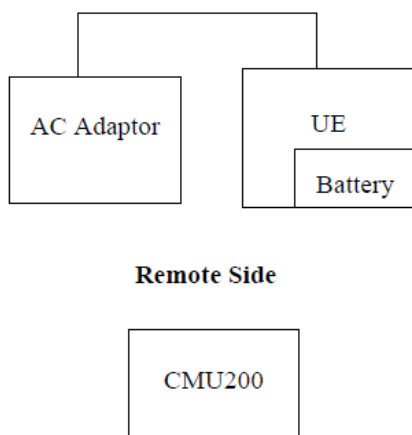 AC Adaptor
UE
Battery
Remote Side
CMU200